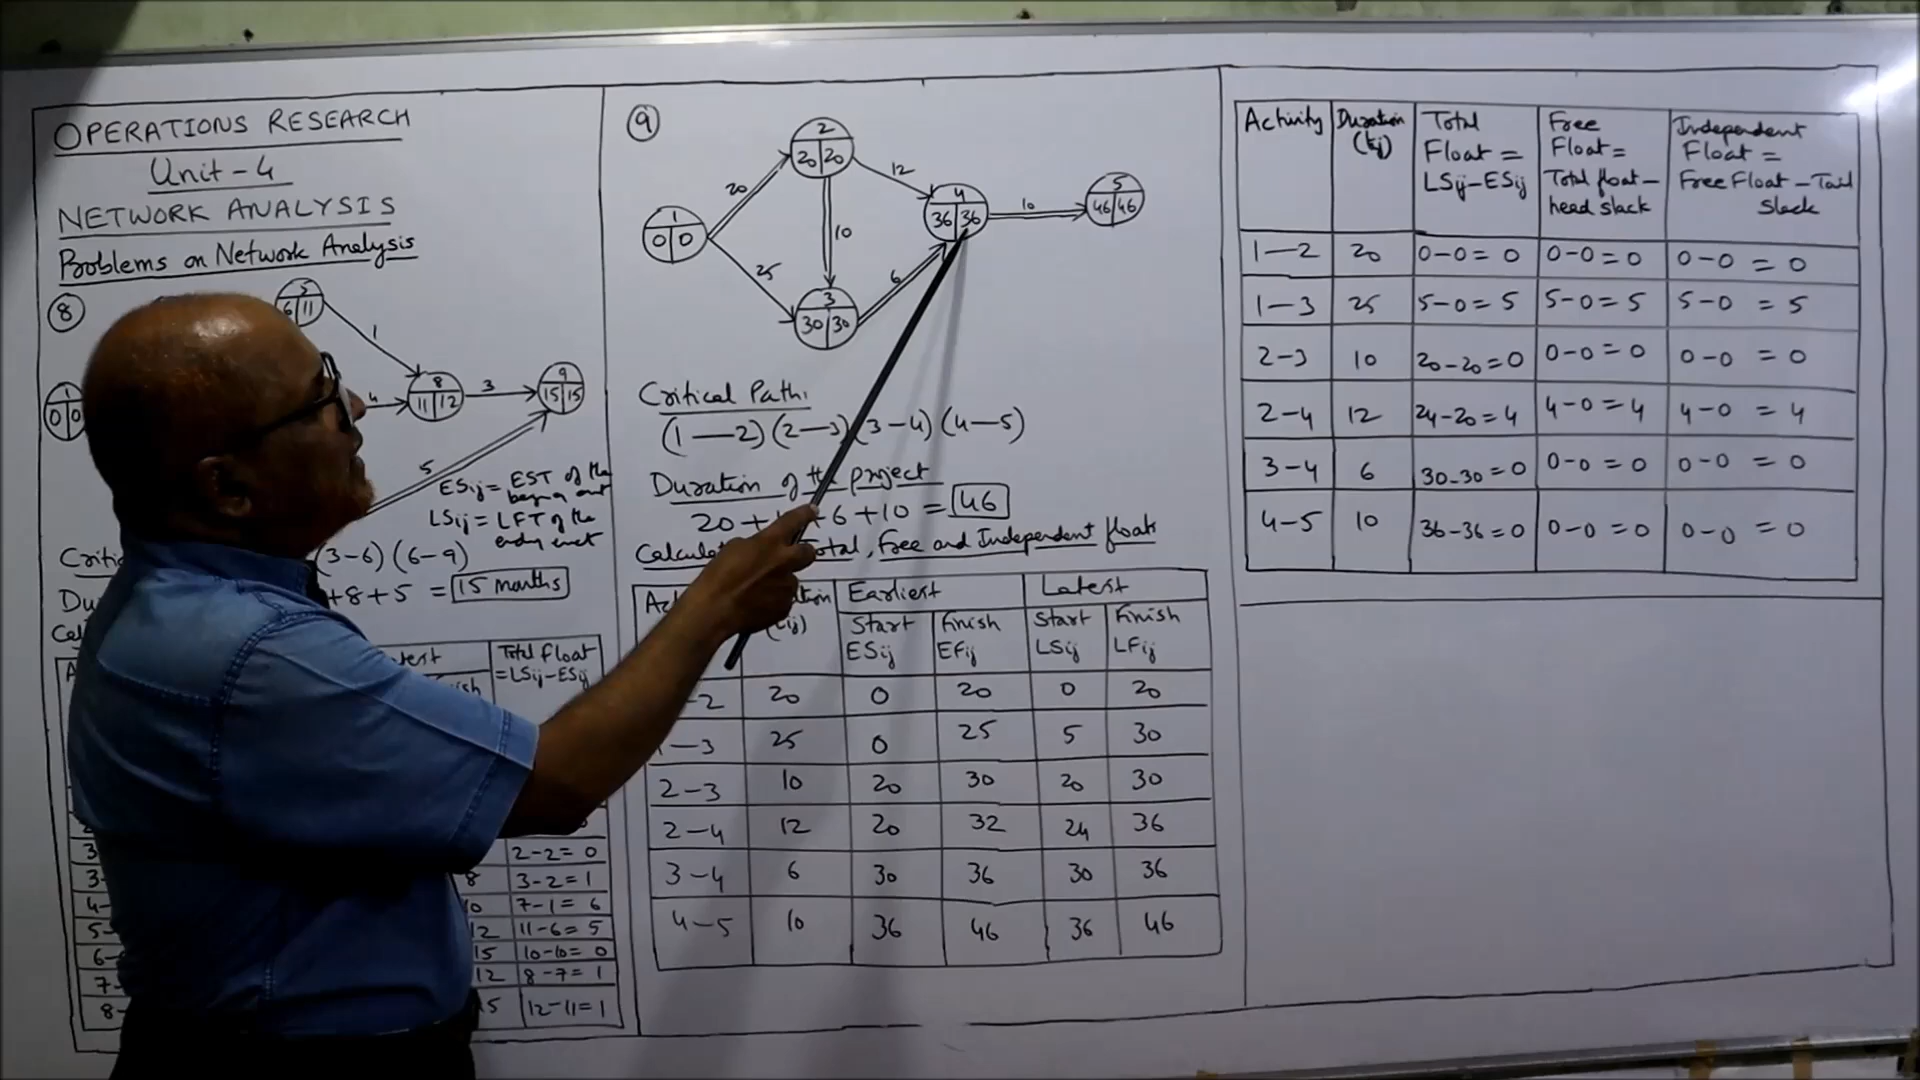 OPERATIONS RESEARCH
Unit-4
NETWORK ANALYSIS
Problems on Network Analysis
8
5
6 11
1
1
0 0
4
8
11 12
3
9
15 15
5
ESij = EST of the
LSij = LFT of the
(3-6) (6-9)
+8+5 = 15 months
Total Float
=LSij-ESij
2-2= 0
8 3-2= 1
10 7-1= 6
12 11-6= 5
15 10-10= 0
12 8-7= 1
8- 15 12-11= 1
9
2
20 20
20
12
1
0 0
10
4
36 36
10
5
46 46
25
6
3
30 30
Critical Path:
(1—2) (2—3) (3-4) (4-5)
Duration of the project
20+ +6+10 = 46
Total, Free and Independent floats
Earliest Latest
Start Finish Start Finish
ESij EFij LSij LFij
-2 20 0 20 0 20
1-3 25 0 25 5 30
2-3 10 20 30 20 30
2-4 12 20 32 24 36
3-4 6 30 36 30 36
4-5 10 36 46 36 46
Activity Duration Total Free Independent
(tij) Float = Float = Float =
LSij-ESij Total float- Free Float - Tail
head slack Slack
1-2 20 0-0=0 0-0=0 0-0 = 0
1-3 25 5-0=5 5-0=5 5-0 = 5
2-3 10 20-20=0 0-0=0 0-0 = 0
2-4 12 24-20=4 4-0=4 4-0 = 4
3-4 6 30-30=0 0-0=0 0-0 = 0
4-5 10 36-36=0 0-0=0 0-0 = 0